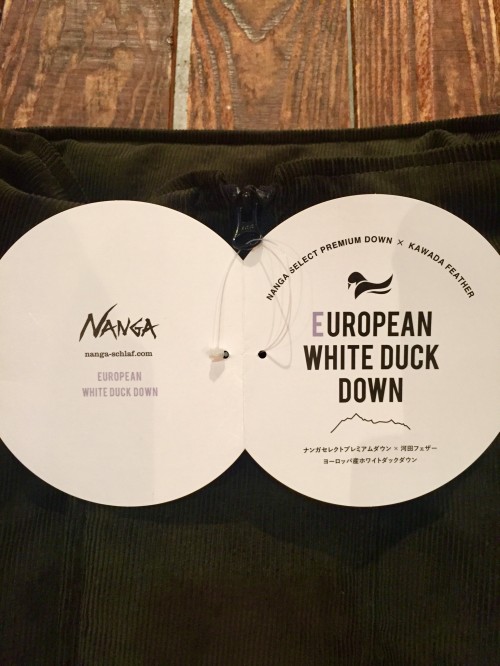 NANGA
nanga-schlaf.com
EUROPEAN
WHITE DUCK DOWN
NANGA SELECT PREMIUM DOWN × KAWADA FEATHER
EUROPEAN
WHITE DUCK
DOWN
ナンガセレクトプレミアムダウン × 河田フェザー
ヨーロッパ産ホワイトダックダウン